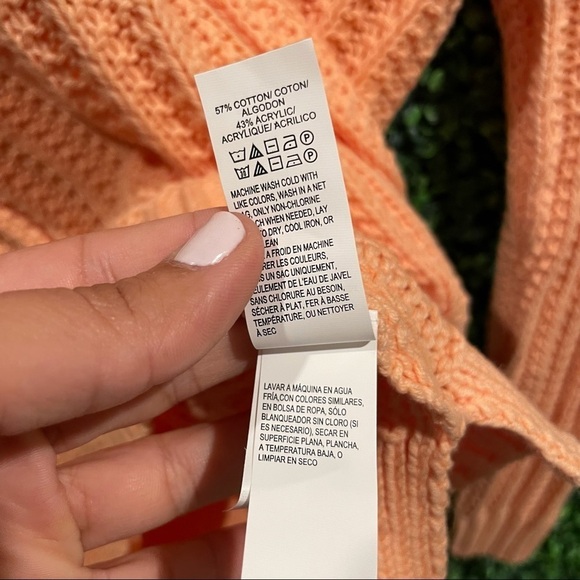 57% COTTON/ COTON/
ALGODON
43% ACRYLIC/
ACRYLIQUE/ ACRILICO
MACHINE WASH COLD WITH
LIKE COLORS, WASH IN A NET
ONLY NON-CHLORINE
WHEN NEEDED, LAY
TO DRY, COOL IRON, OR
A FROID EN MACHINE
LES COULEURS,
UN SAC UNIQUEMENT,
DE L'EAU DE JAVEL
SANS CHLORURE AU BESOIN,
SÉCHER À PLAT, FER À BASSE
TEMPÉRATURE, OU NETTOYER
À SEC
LAVAR A MÁQUINA EN AGUA
FRÍA,CON COLORES SIMILARES,
EN BOLSA DE ROPA, SÓLO
BLANQUEADOR SIN CLORO (SI
ES NECESARIO), SECAR EN
SUPERFICIE PLANA, PLANCHA,
A TEMPERATURA BAJA, O
LIMPIAR EN SECO